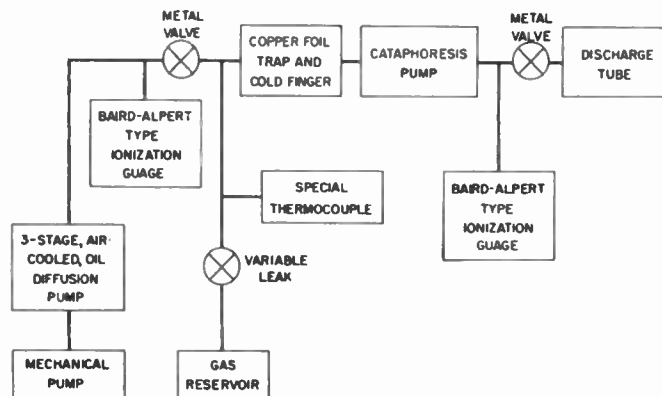 METAL
VALVE
COPPER FOIL
TRAP AND
COLD FINGER
CATAPHORESIS
PUMP
METAL
VALVE
DISCHARGE
TUBE
BAIRD-ALPERT
TYPE
IONIZATION
GUAGE
SPECIAL
THERMOCOUPLE
BAIRD-ALPERT
TYPE
IONIZATION
GUAGE
3-STAGE, AIR-
COOLED, OIL
DIFFUSION
PUMP
VARIABLE
LEAK
MECHANICAL
PUMP
GAS
RESERVOIR